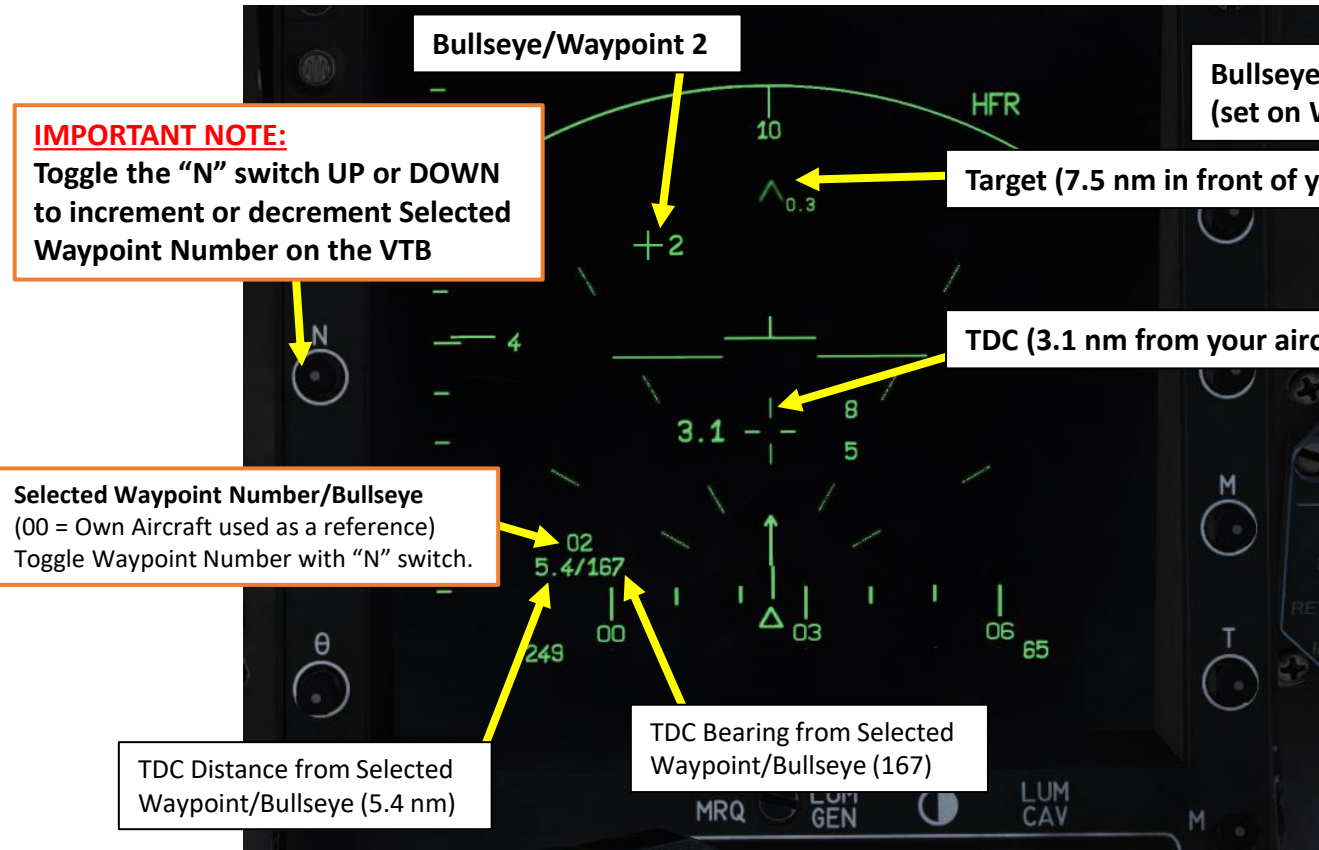 Bullseye/Waypoint 2
Bullseye
(set on
IMPORTANT NOTE:
Toggle the “N” switch UP or DOWN
to increment or decrement Selected
Waypoint Number on the VTB
10
HFR
Target (7.5 nm in front of y
0.3
2
N
4
TDC (3.1 nm from your airc
3.1
8
5
M
Selected Waypoint Number/Bullseye
(00 = Own Aircraft used as a reference)
Toggle Waypoint Number with “N” switch.
02
5.4/167
00
03
06
θ
249
65
T
TDC Distance from Selected
Waypoint/Bullseye (5.4 nm)
TDC Bearing from Selected
Waypoint/Bullseye (167)
MRQ
LUM
GEN
LUM
CAV
M